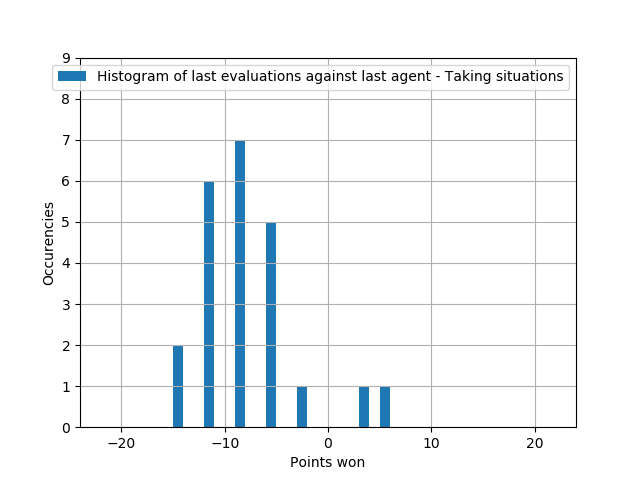 Histogram of last evaluations against last agent - Taking situations
9
8
7
6
5
4
3
2
1
0
Occurencies
−20 −10 0 10 20
Points won